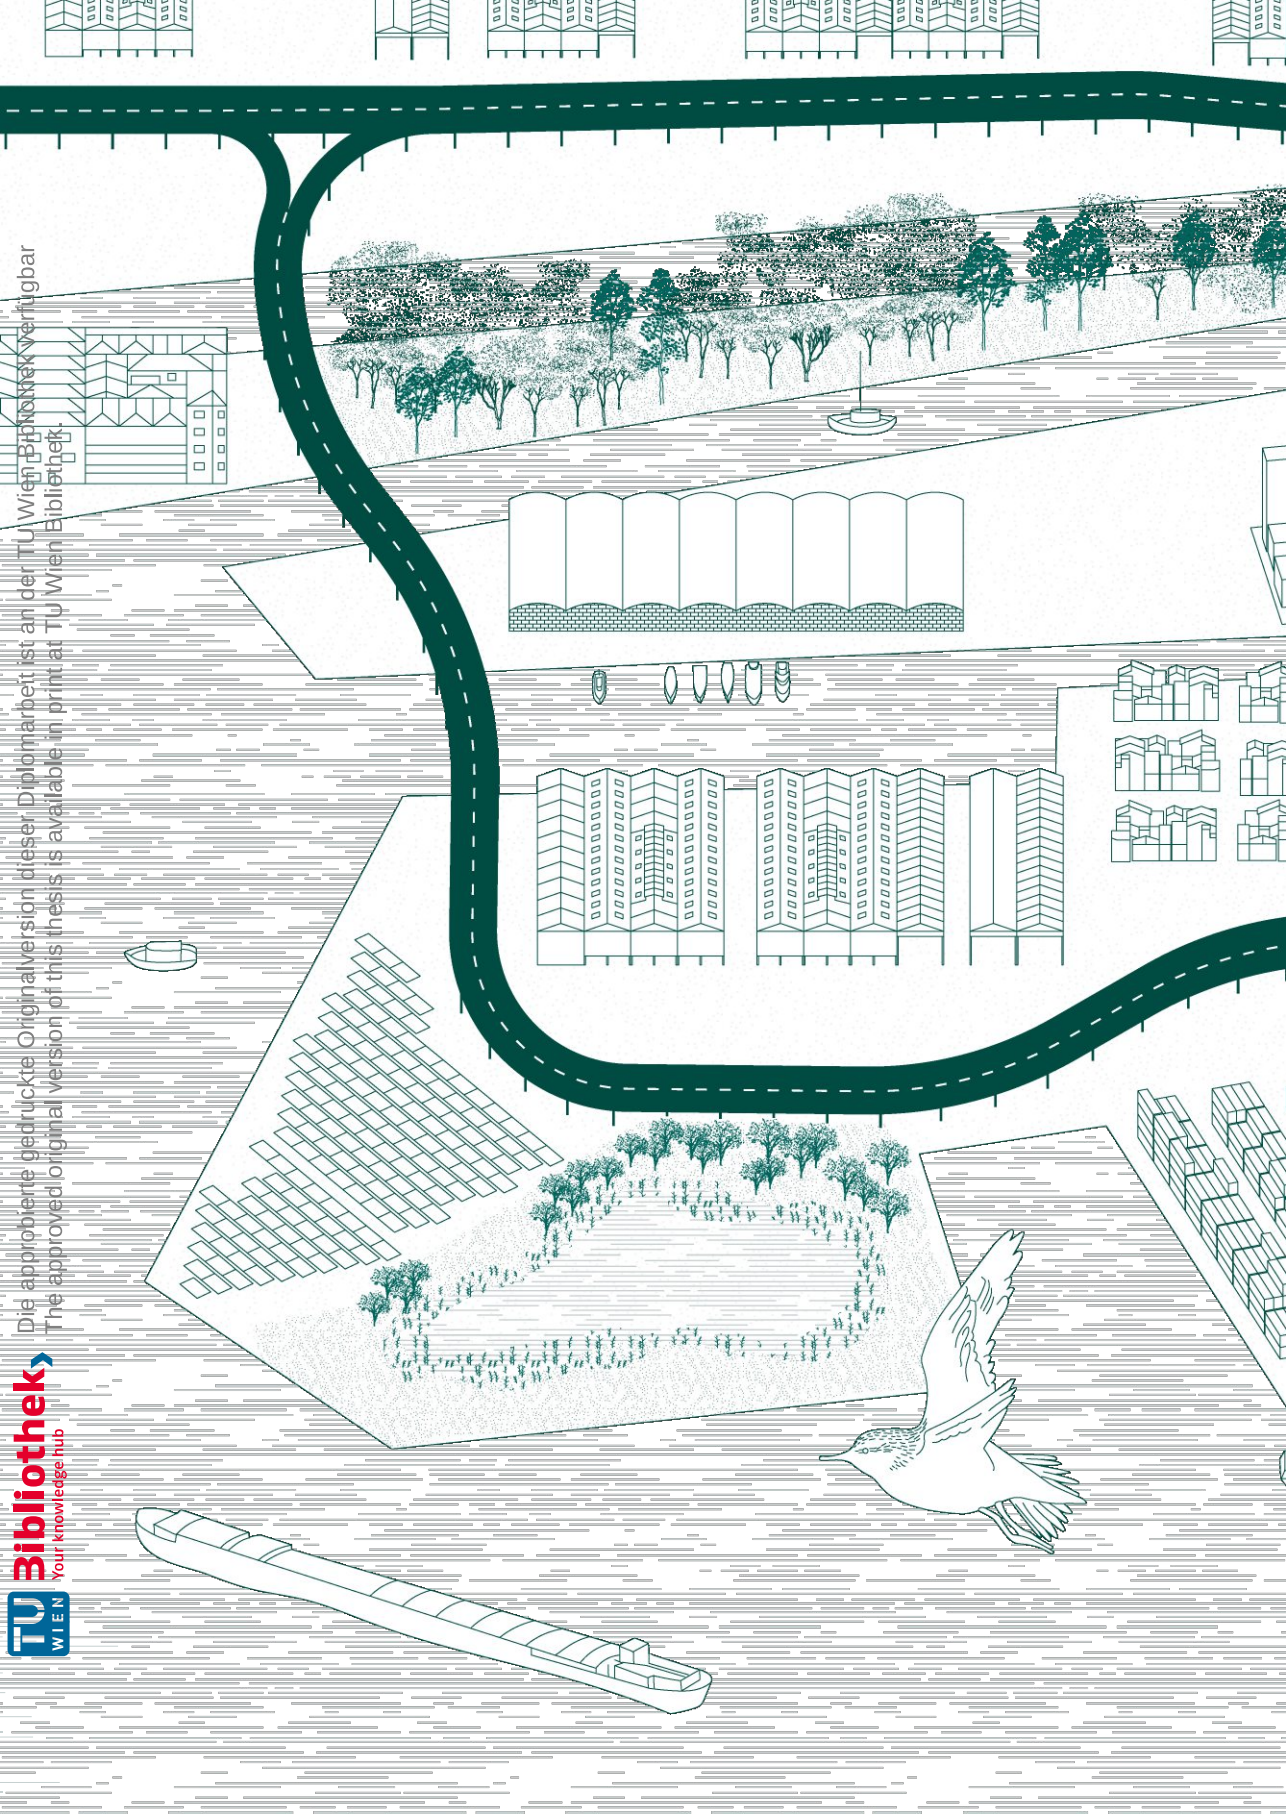 Die approbierte gedruckte Originalversion dieser Diplomarbeit ist an der TU Wien Bibliothek verfügbar
The approved original version of this thesis is available in print at TU Wien Bibliothek.
Bibliothek
Your knowledge hub
TU
WIEN